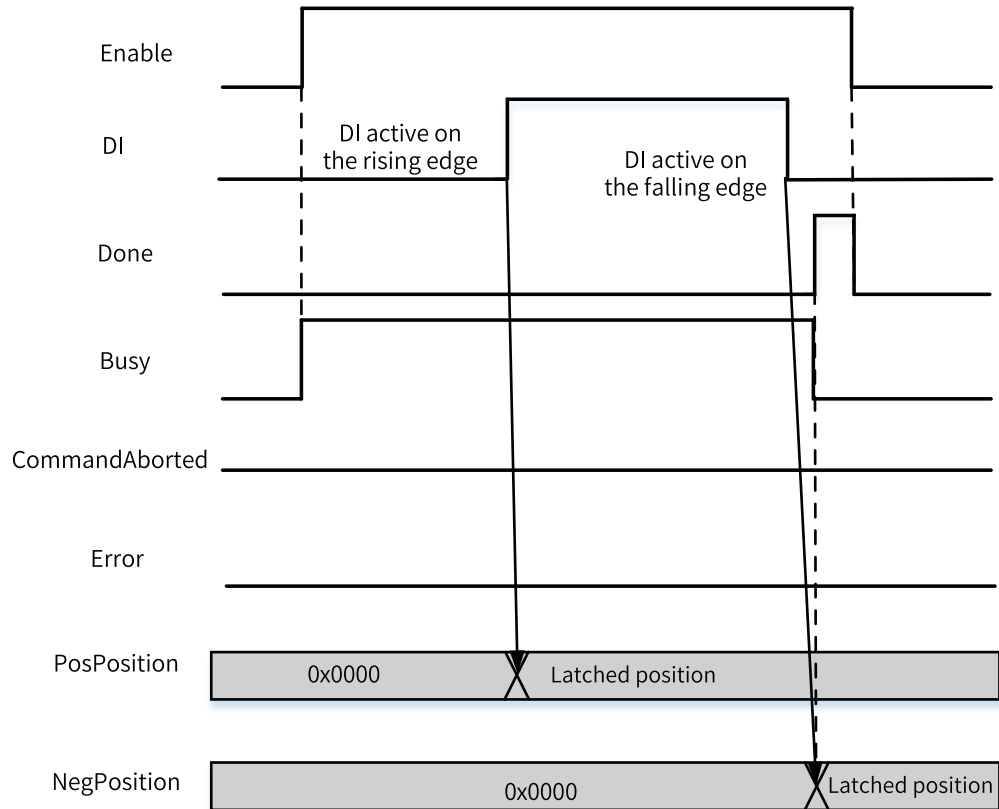 Enable
DI
DI active on
the rising edge
DI active on
the falling edge
Done
Busy
CommandAborted
Error
PosPosition
0x0000
Latched position
NegPosition
0x0000
Latched position